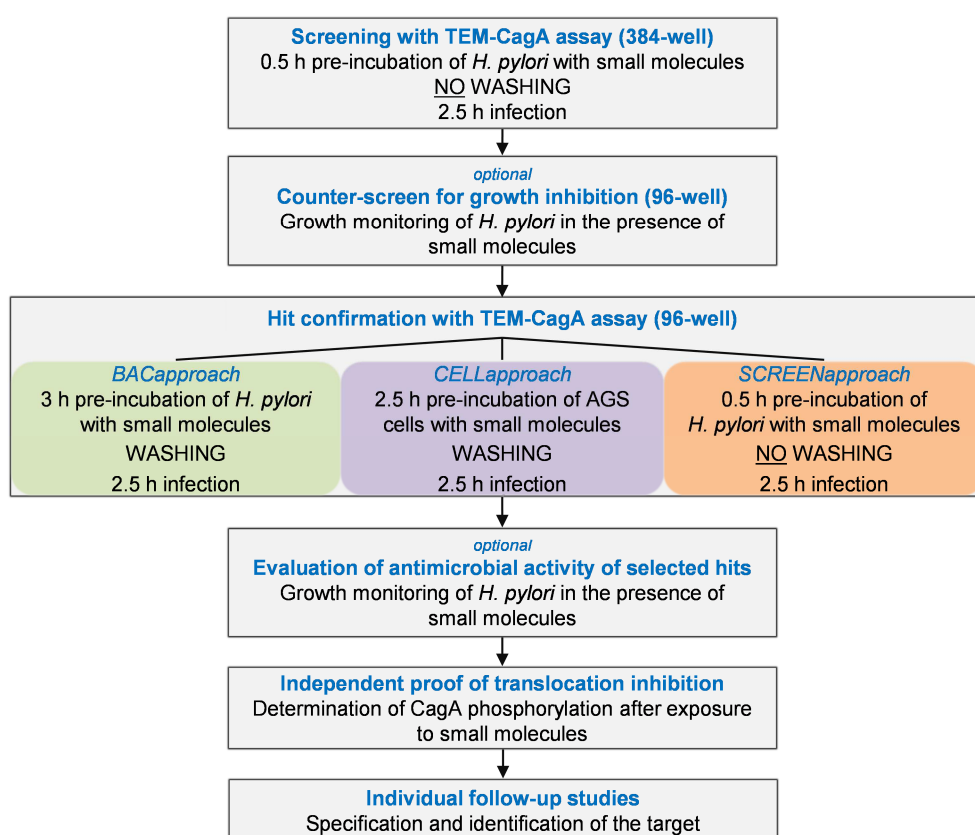 Screening with TEM-CagA assay (384-well)
0.5 h pre-incubation of H. pylori with small molecules
NO WASHING
2.5 h infection
optional
Counter-screen for growth inhibition (96-well)
Growth monitoring of H. pylori in the presence of
small molecules
Hit confirmation with TEM-CagA assay (96-well)
BACapproach
3 h pre-incubation of H. pylori
with small molecules
WASHING
2.5 h infection
CELLapproach
2.5 h pre-incubation of AGS
cells with small molecules
WASHING
2.5 h infection
SCREENapproach
0.5 h pre-incubation of
H. pylori with small molecules
NO WASHING
2.5 h infection
optional
Evaluation of antimicrobial activity of selected hits
Growth monitoring of H. pylori in the presence of
small molecules
Independent proof of translocation inhibition
Determination of CagA phosphorylation after exposure
to small molecules
Individual follow-up studies
Specification and identification of the target